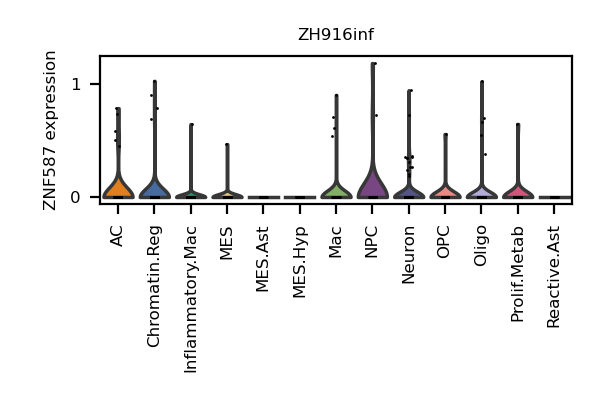 ZH916inf
ZNF587 expression
1
0
AC
Chromatin.Reg
Inflammatory.Mac
MES
MES.Ast
MES.Hyp
Mac
NPC
Neuron
OPC
Oligo
Prolif.Metab
Reactive.Ast